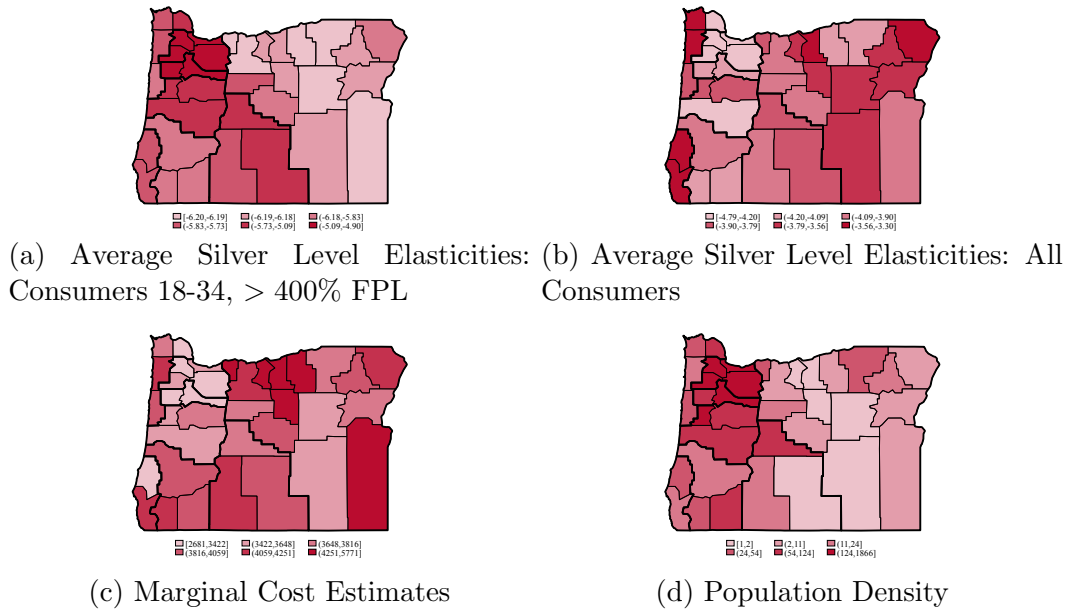 [-6.20,-6.19] (-6.19,-6.18] (-6.18,-5.83]
(-5.83,-5.73] (-5.73,-5.09] (-5.09,-4.90]
(a) Average Silver Level Elasticities:
Consumers 18-34, > 400% FPL
[-4.79,-4.20] (-4.20,-4.09] (-4.09,-3.90]
(-3.90,-3.79] (-3.79,-3.56] (-3.56,-3.30]
(b) Average Silver Level Elasticities: All
Consumers
[2681,3422] (3422,3648] (3648,3816]
(3816,4059] (4059,4251] (4251,5771]
(c) Marginal Cost Estimates
[1,2] (2,11] (11,24]
(24,54] (54,124] (124,1866]
(d) Population Density